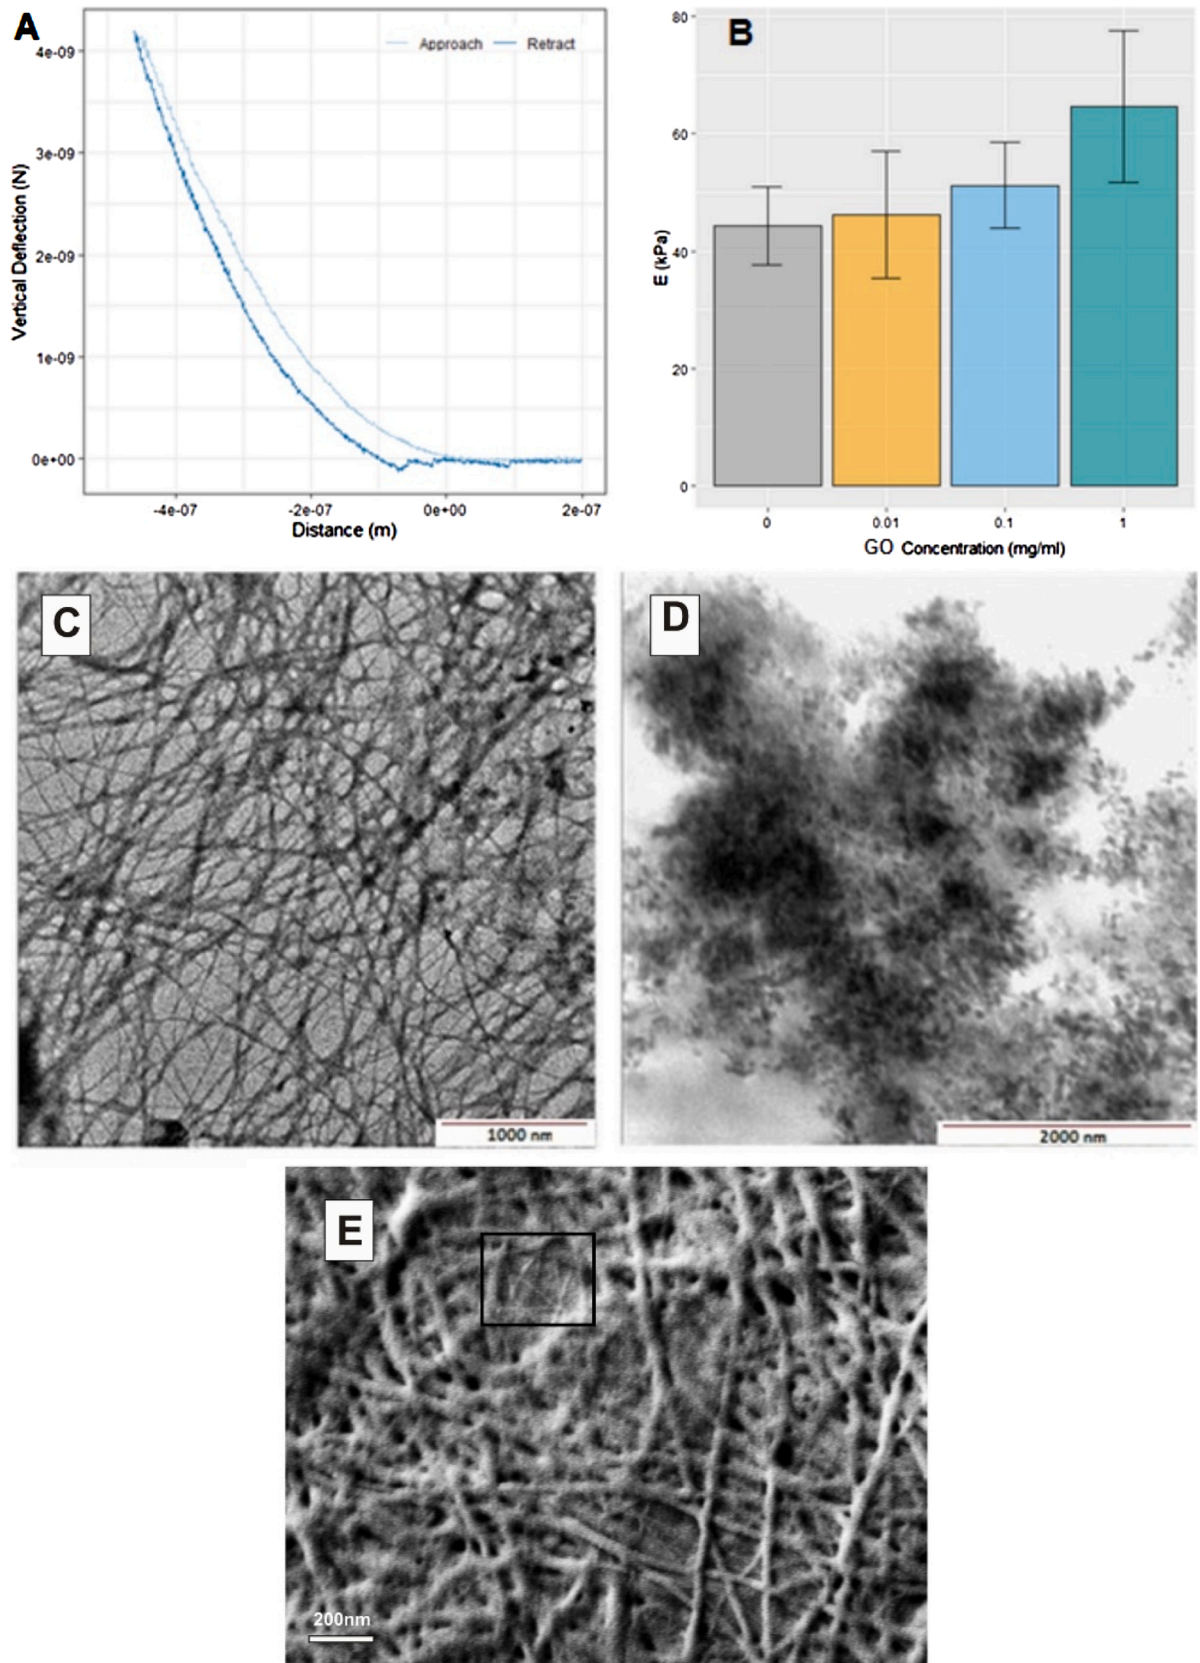 A
Approach
Retract
4e-09
3e-09
2e-09
1e-09
0e+00
Vertical Deflection (N)
-4e-07
-2e-07
0e+00
2e-07
Distance (m)
B
80
60
40
20
0
E (kPa)
0
0.01
0.1
1
GO Concentration (mg/ml)
C
1000 nm
D
2000 nm
E
200nm